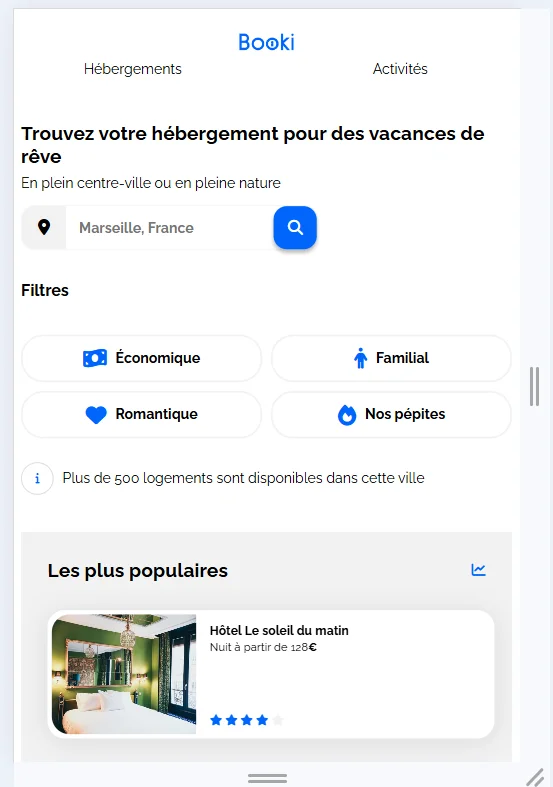 Booki
Hébergements
Activités
Trouvez votre hébergement pour des vacances de
rêve
En plein centre-ville ou en pleine nature
Marseille, France
Filtres
Économique
Familial
Romantique
Nos pépites
Plus de 500 logements sont disponibles dans cette ville
Les plus populaires
Hôtel Le soleil du matin
Nuit à partir de 128€